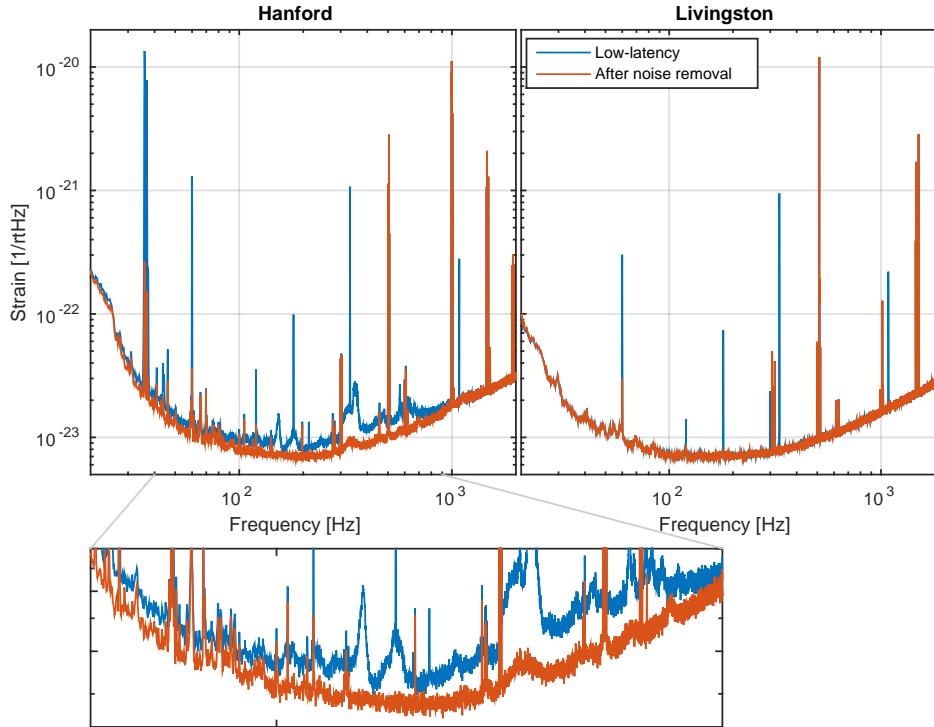 Hanford
Livingston
Low-latency
After noise removal
Strain [1/rtHz]
10^-20
10^-21
10^-22
10^-23
10^2
10^3
10^2
10^3
Frequency [Hz]
Frequency [Hz]